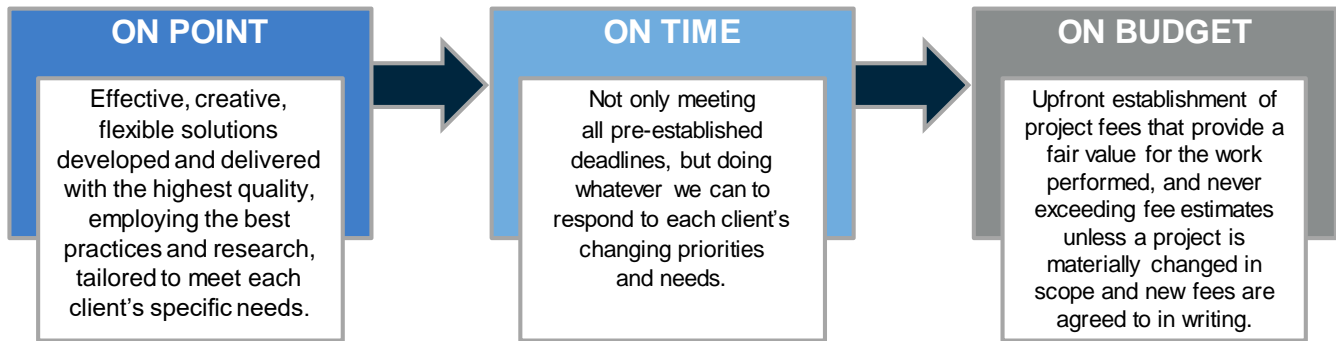 ON POINT
Effective, creative,
flexible solutions
developed and delivered
with the highest quality,
employing the best
practices and research,
tailored to meet each
client’s specific needs.
ON TIME
Not only meeting
all pre-established
deadlines, but doing
whatever we can to
respond to each client’s
changing priorities
and needs.
ON BUDGET
Upfront establishment of
project fees that provide a
fair value for the work
performed, and never
exceeding fee estimates
unless a project is
materially changed in
scope and new fees are
agreed to in writing.